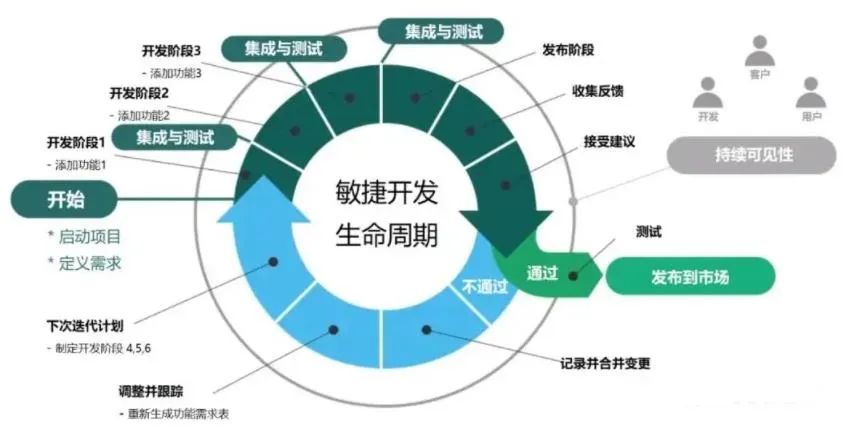 开发阶段3
- 添加功能3
集成与测试
集成与测试
发布阶段
开发阶段2
- 添加功能2
收集反馈
开发阶段1
- 添加功能1
集成与测试
接受建议
客户
开发
用户
持续可见性
开始
* 启动项目
* 定义需求
敏捷开发
生命周期
测试
通过
发布到市场
不通过
下次迭代计划
- 制定开发阶段 4,5,6
记录并合并变更
调整并跟踪
- 重新生成功能需求表